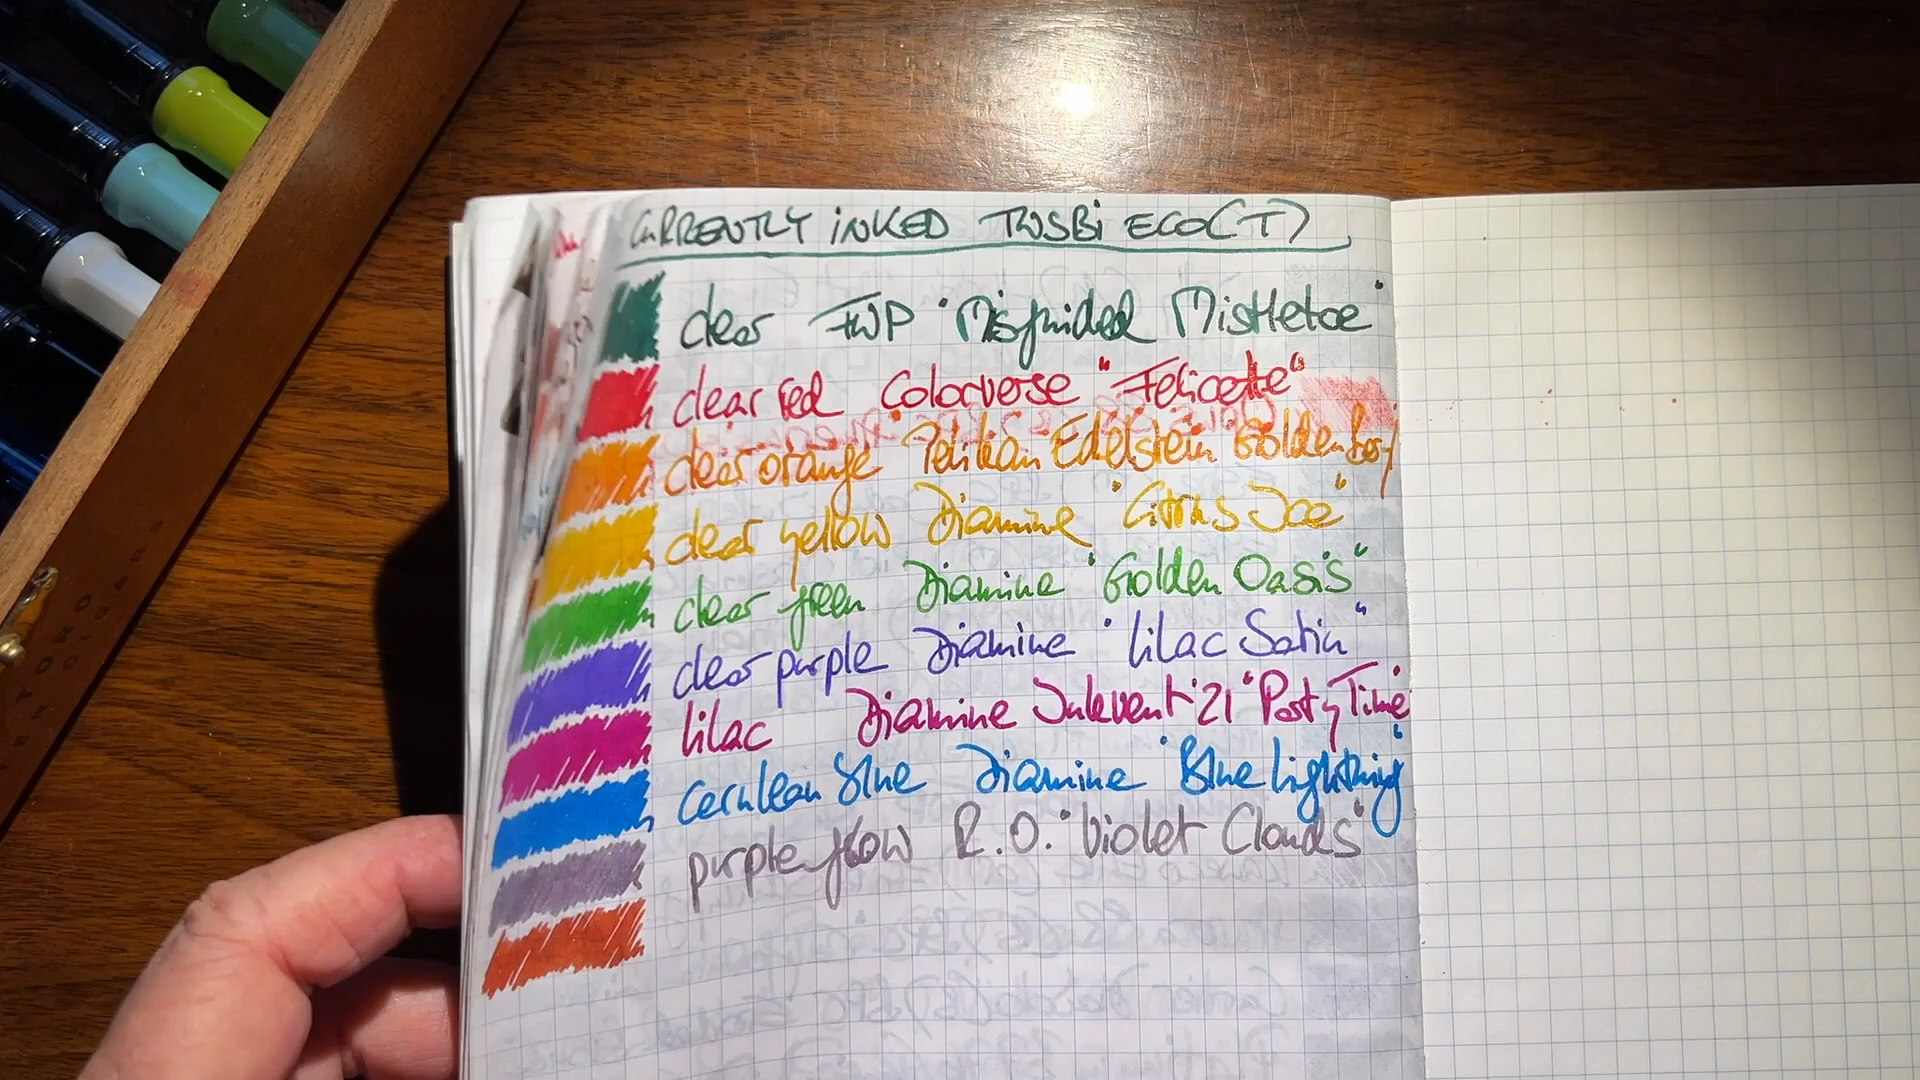 CURRENTLY iNKED TWSBi ECO(T)
clear FWP "Misguided Mistletoe"
clear red Colorverse "Felicette"
clear orange Pelikan Edelstein Golden
clear yellow Diamine "Citrus Ice"
clear green Diamine "Golden Oasis"
clear purple Diamine "Lilac Satin"
lilac Diamine Inkvent '21 "Party Time"
cerulean blue Diamine "Blue Lightning"
purple glow R.O. "Violet Clouds"